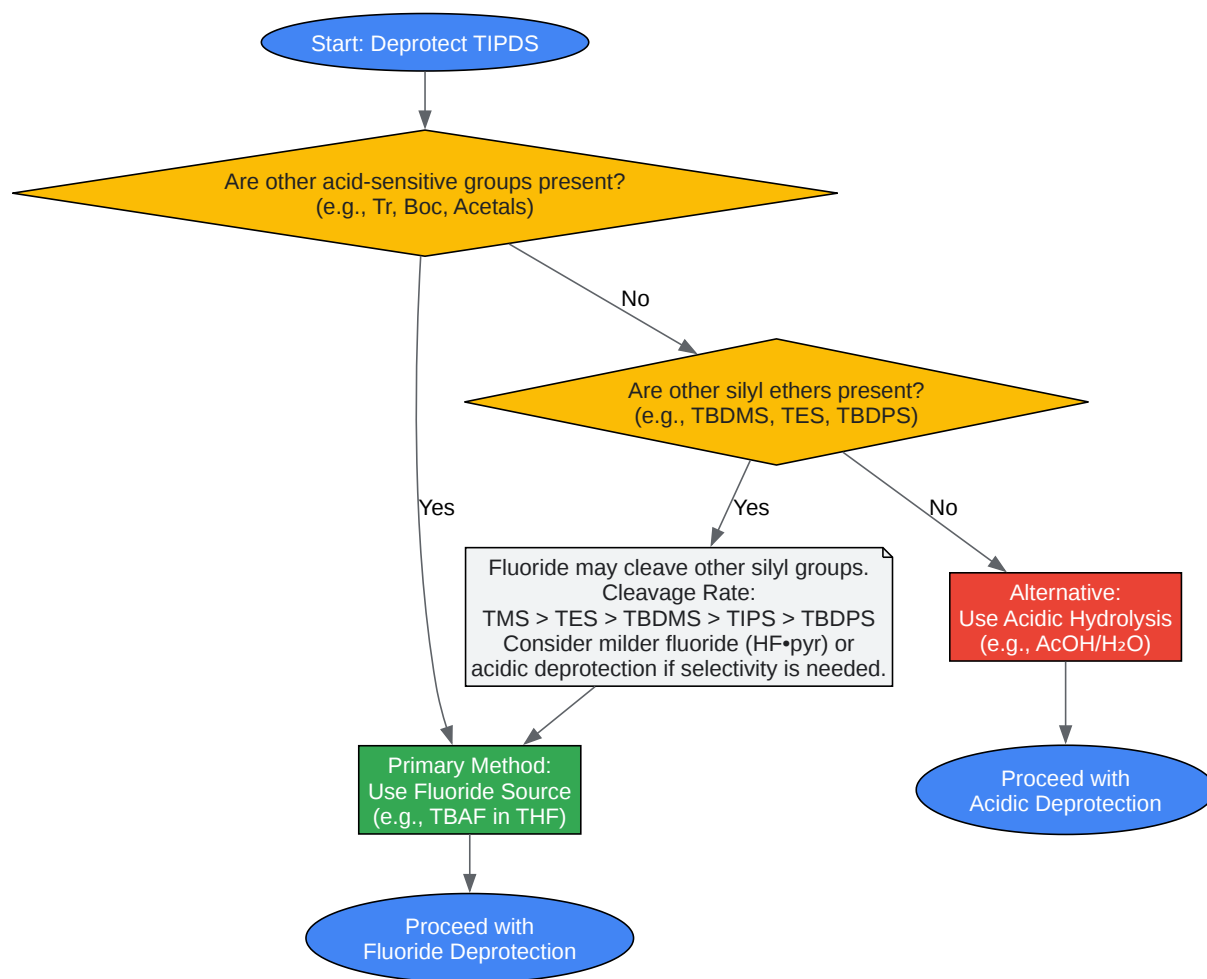 Start: Deprotect TIPDS
Are other acid-sensitive groups present?
(e.g., Tr, Boc, Acetals)
No
Are other silyl ethers present?
(e.g., TBDMS, TES, TBDPS)
Yes
Yes
No
Fluoride may cleave other silyl groups.
Cleavage Rate:
TMS > TES > TBDMS > TIPS > TBDPS
Consider milder fluoride (HF•pyr) or
acidic deprotection if selectivity is needed.
Alternative:
Use Acidic Hydrolysis
(e.g., AcOH/H₂O)
Primary Method:
Use Fluoride Source
(e.g., TBAF in THF)
Proceed with
Acidic Deprotection
Proceed with
Fluoride Deprotection